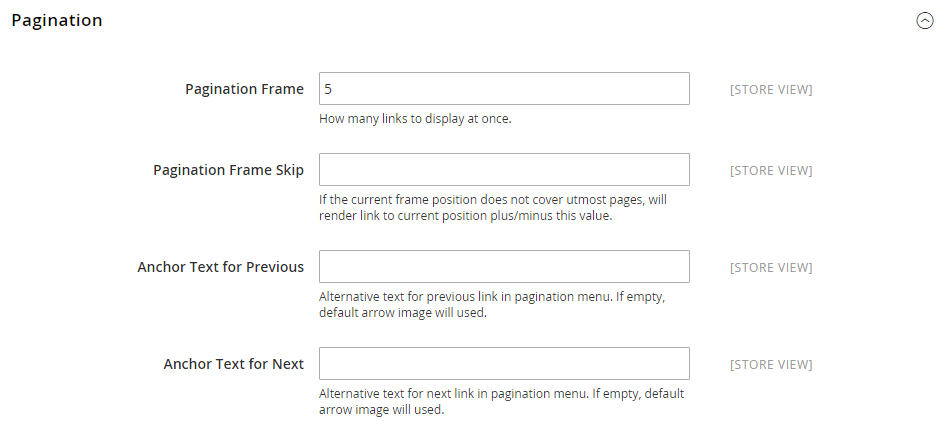 Pagination
Pagination Frame
5
[STORE VIEW]
How many links to display at once.
Pagination Frame Skip
[STORE VIEW]
If the current frame position does not cover utmost pages, will
render link to current position plus/minus this value.
Anchor Text for Previous
[STORE VIEW]
Alternative text for previous link in pagination menu. If empty,
default arrow image will used.
Anchor Text for Next
[STORE VIEW]
Alternative text for next link in pagination menu. If empty, default
arrow image will used.